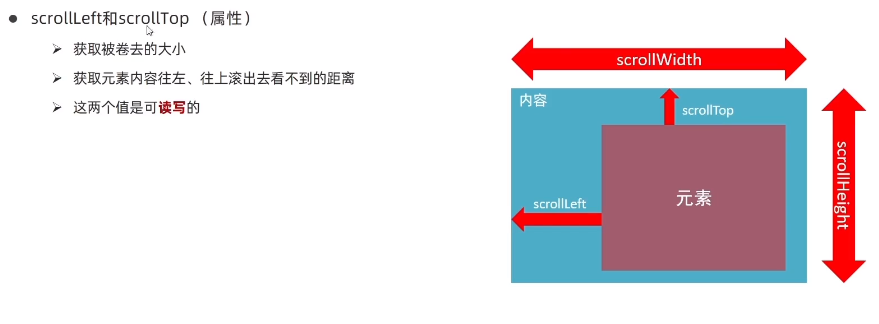 ● scrollLeft和scrollTop （属性）
➢ 获取被卷去的大小
➢ 获取元素内容往左、往上滚出去看不到的距离
➢ 这两个值是可读写的
scrollWidth
内容
scrollTop
scrollLeft
元素
scrollHeight